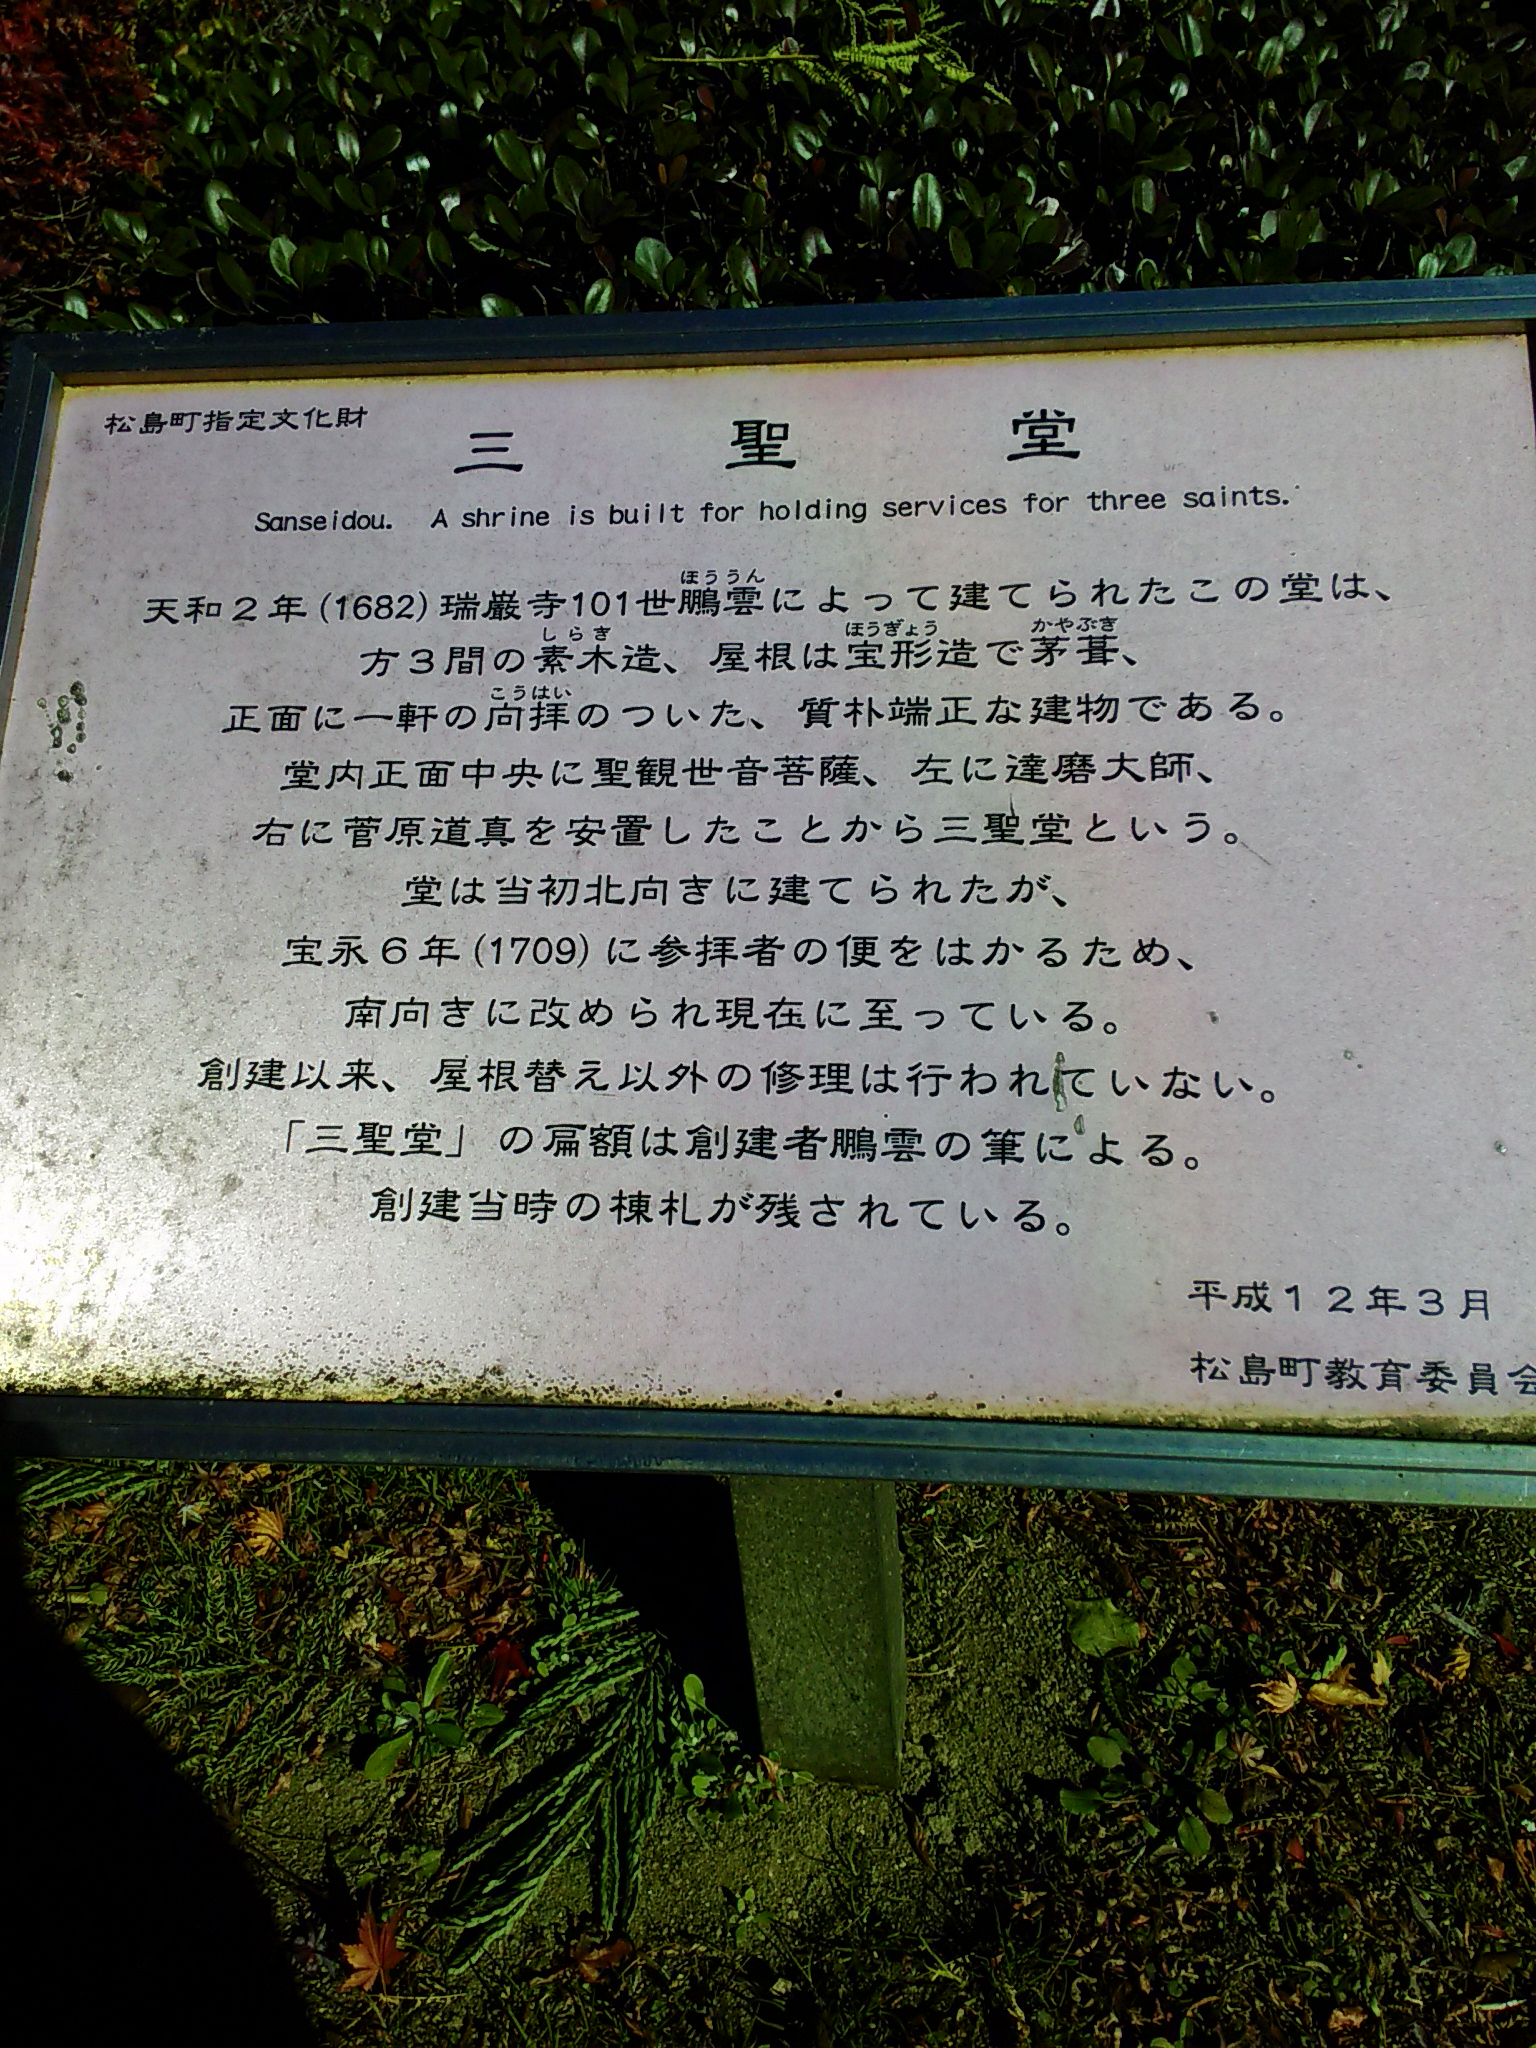 松島町指定文化財
三聖堂
Sanseidou. A shrine is built for holding services for three saints.
天和2年(1682)瑞巌寺101世鵬雲によって建てられたこの堂は、
ほううん
方3間の素木造、屋根は宝形造で茅葺、
しらき ほうぎょう かやぶき
正面に一軒の向拝のついた、質朴端正な建物である。
こうはい
堂内正面中央に聖観世音菩薩、左に達磨大師、
右に菅原道真を安置したことから三聖堂という。
堂は当初北向きに建てられたが、
宝永6年(1709)に参拝者の便をはかるため、
南向きに改められ現在に至っている。
創建以来、屋根替え以外の修理は行われていない。
「三聖堂」の扁額は創建者鵬雲の筆による。
創建当時の棟札が残されている。
平成12年3月
松島町教育委員会